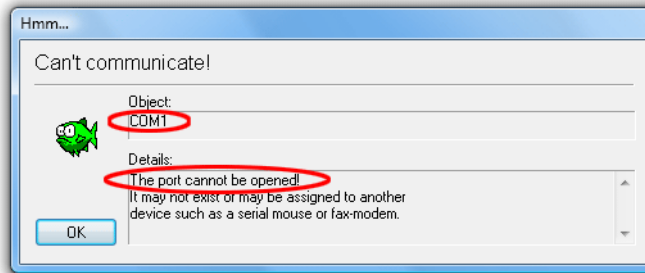 Hmm...
Can't communicate!
Object:
COM1
Details:
The port cannot be opened!
It may not exist or may be assigned to another
device such as a serial mouse or fax-modem.
OK